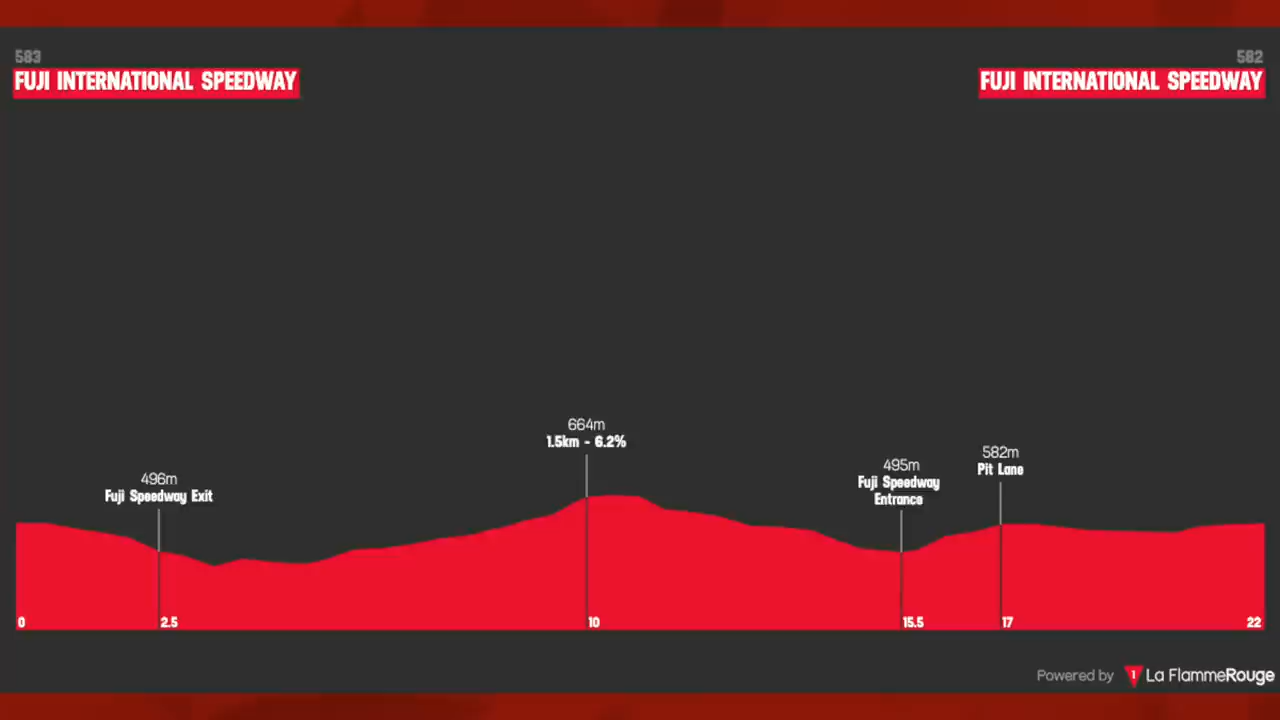 583
582
FUJI INTERNATIONAL SPEEDWAY
FUJI INTERNATIONAL SPEEDWAY
664m
1.5km - 6.2%
496m
Fuji Speedway Exit
495m
Fuji Speedway
Entrance
582m
Pit Lane
0
2.5
10
15.5
17
22
Powered by 1 La FlammeRouge